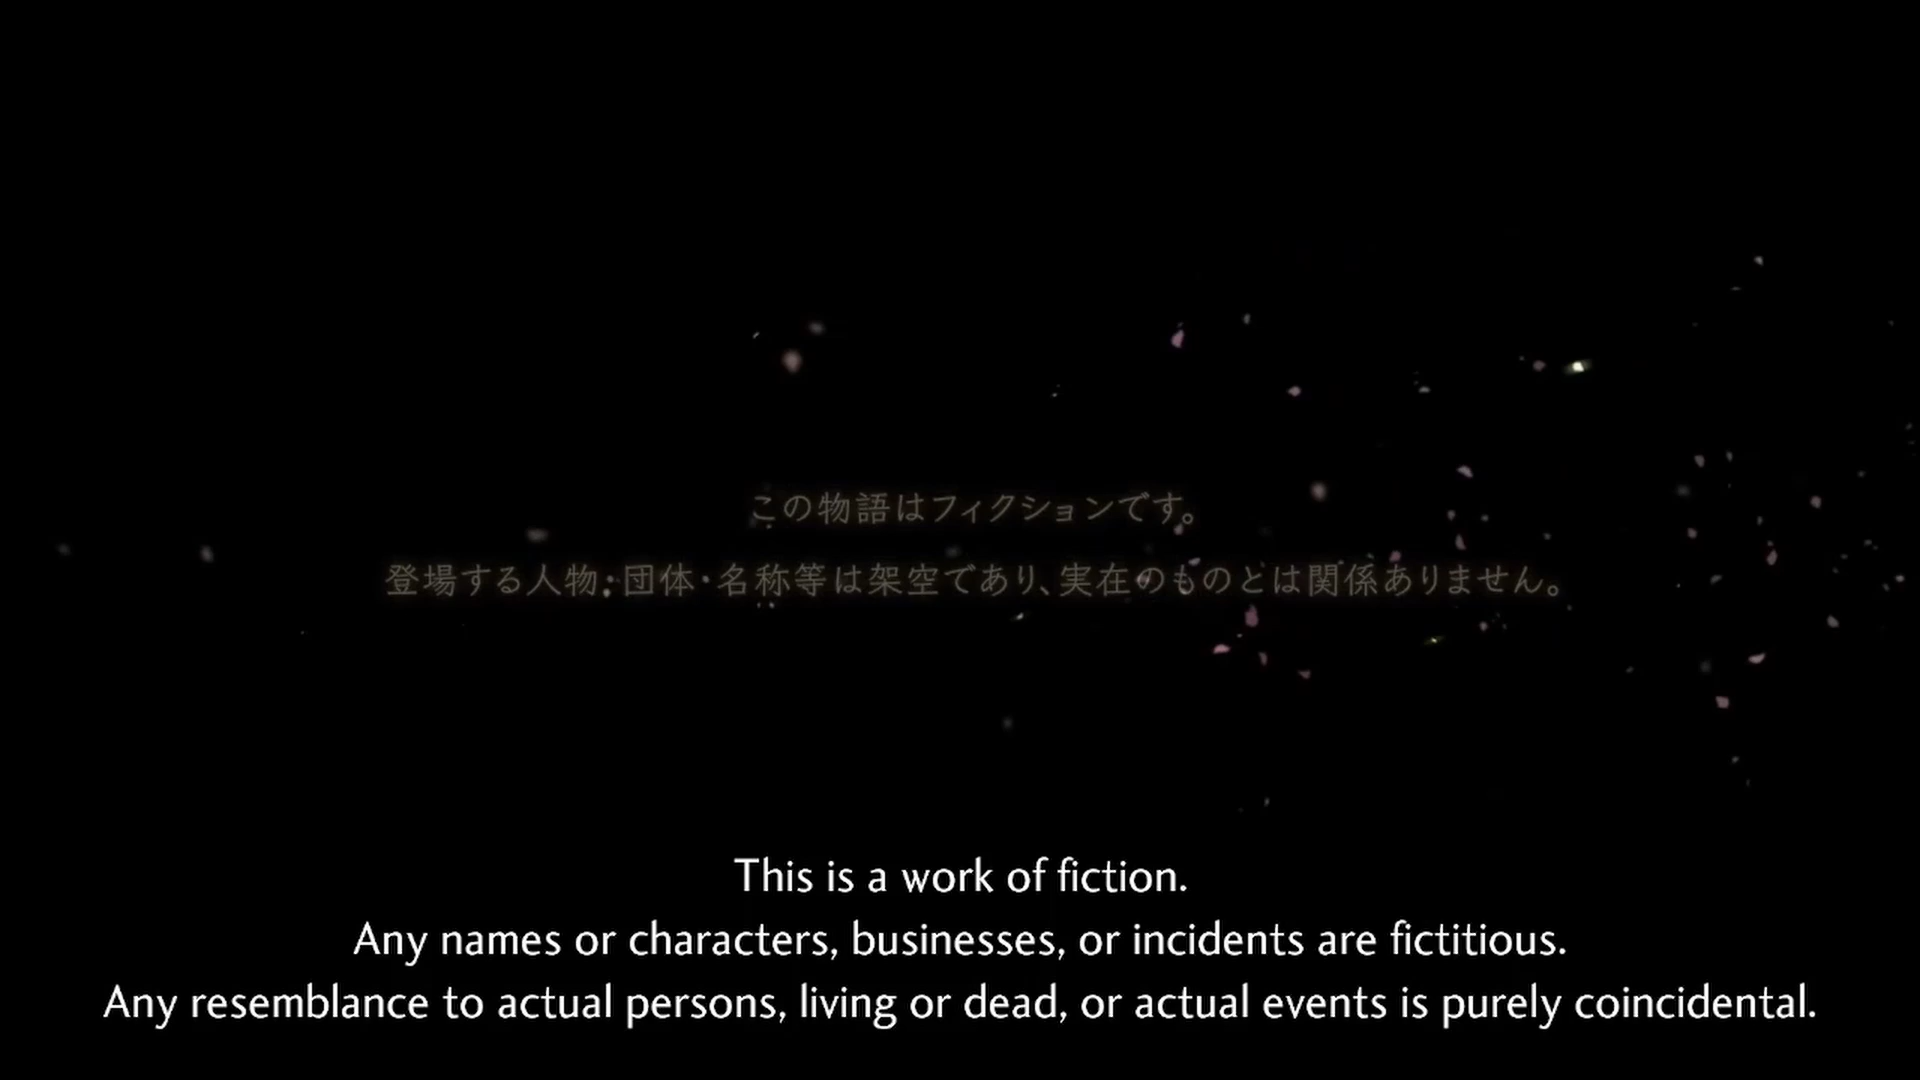 この物語はフィクションです。
登場する人物・団体・名称等は架空であり、実在のものとは関係ありません。
This is a work of fiction.
Any names or characters, businesses, or incidents are fictitious.
Any resemblance to actual persons, living or dead, or actual events is purely coincidental.